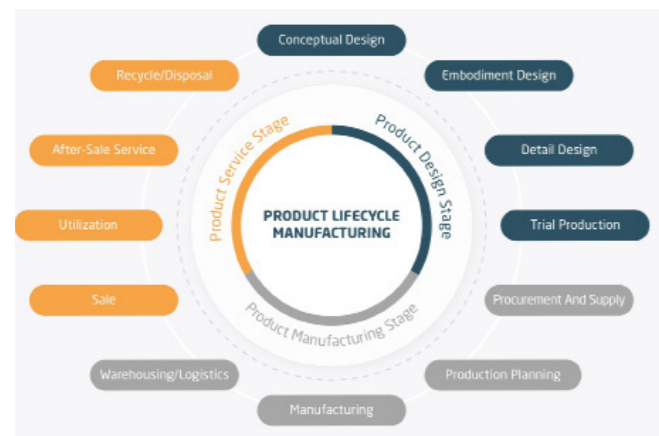 Conceptual Design
Recycle/Disposal
Embodiment Design
Product Service Stage
Product Design Stage
After-Sale Service
Detail Design
PRODUCT LIFECYCLE
MANUFACTURING
Utilization
Trial Production
Sale
Procurement And Supply
Product Manufacturing Stage
Warehousing/Logistics
Production Planning
Manufacturing